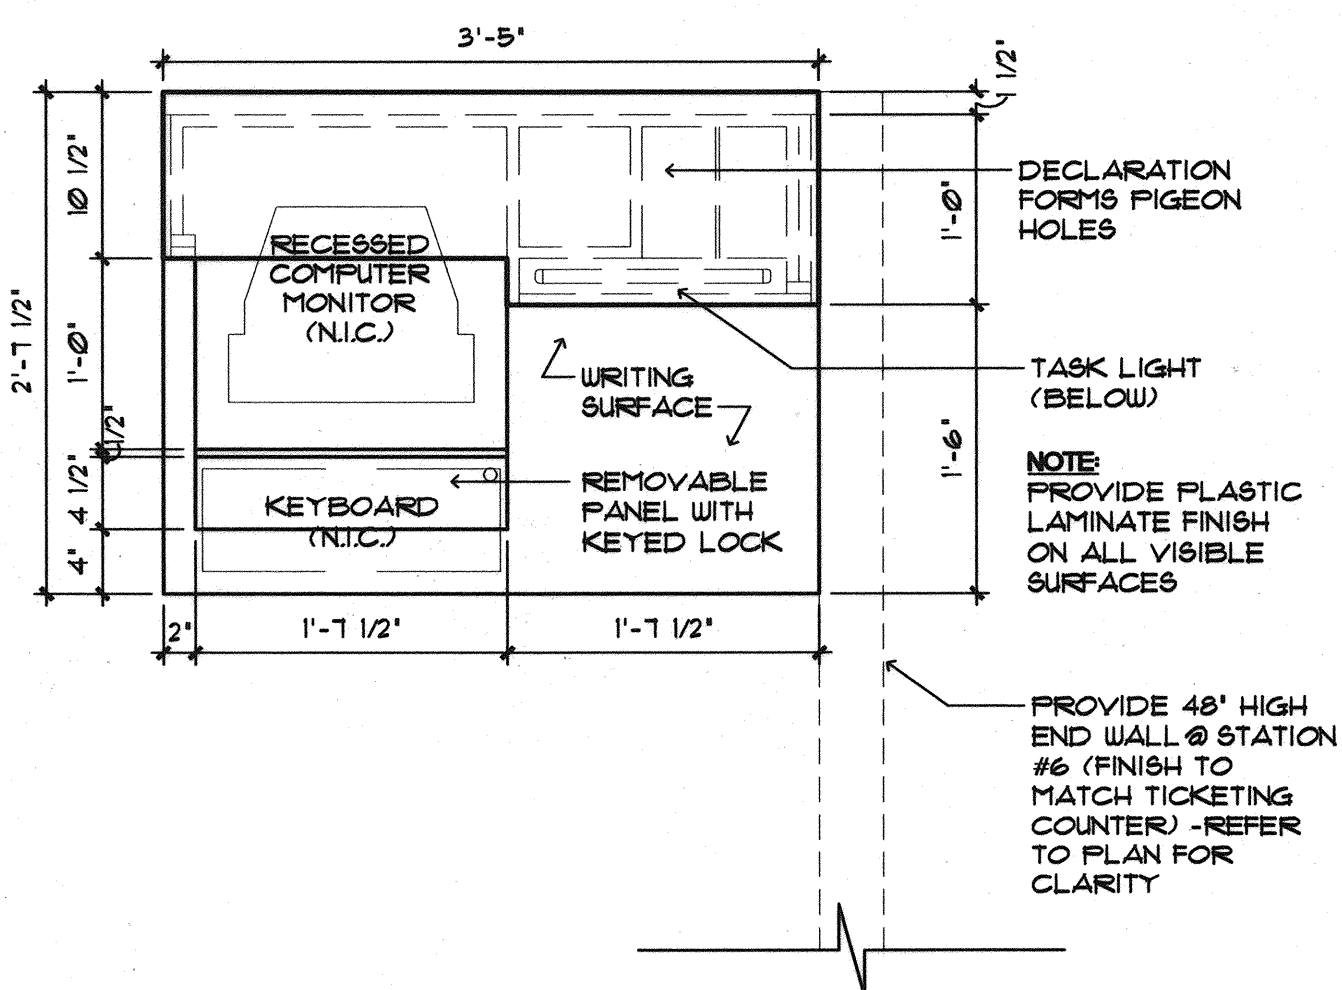 3'-5"
1 1/2"
10 1/2"
2'-7 1/2"
1'-0"
1/2"
4 1/2"
4"
RECESSED
COMPUTER
MONITOR
(N.I.C.)
KEYBOARD
(N.I.C.)
WRITING
SURFACE
REMOVABLE
PANEL WITH
KEYED LOCK
2"
1'-7 1/2"
1'-7 1/2"
1'-0"
1'-6"
DECLARATION
FORMS PIGEON
HOLES
TASK LIGHT
(BELOW)
NOTE:
PROVIDE PLASTIC
LAMINATE FINISH
ON ALL VISIBLE
SURFACES
PROVIDE 48" HIGH
END WALL @ STATION
#6 (FINISH TO
MATCH TICKETING
COUNTER) -REFER
TO PLAN FOR
CLARITY